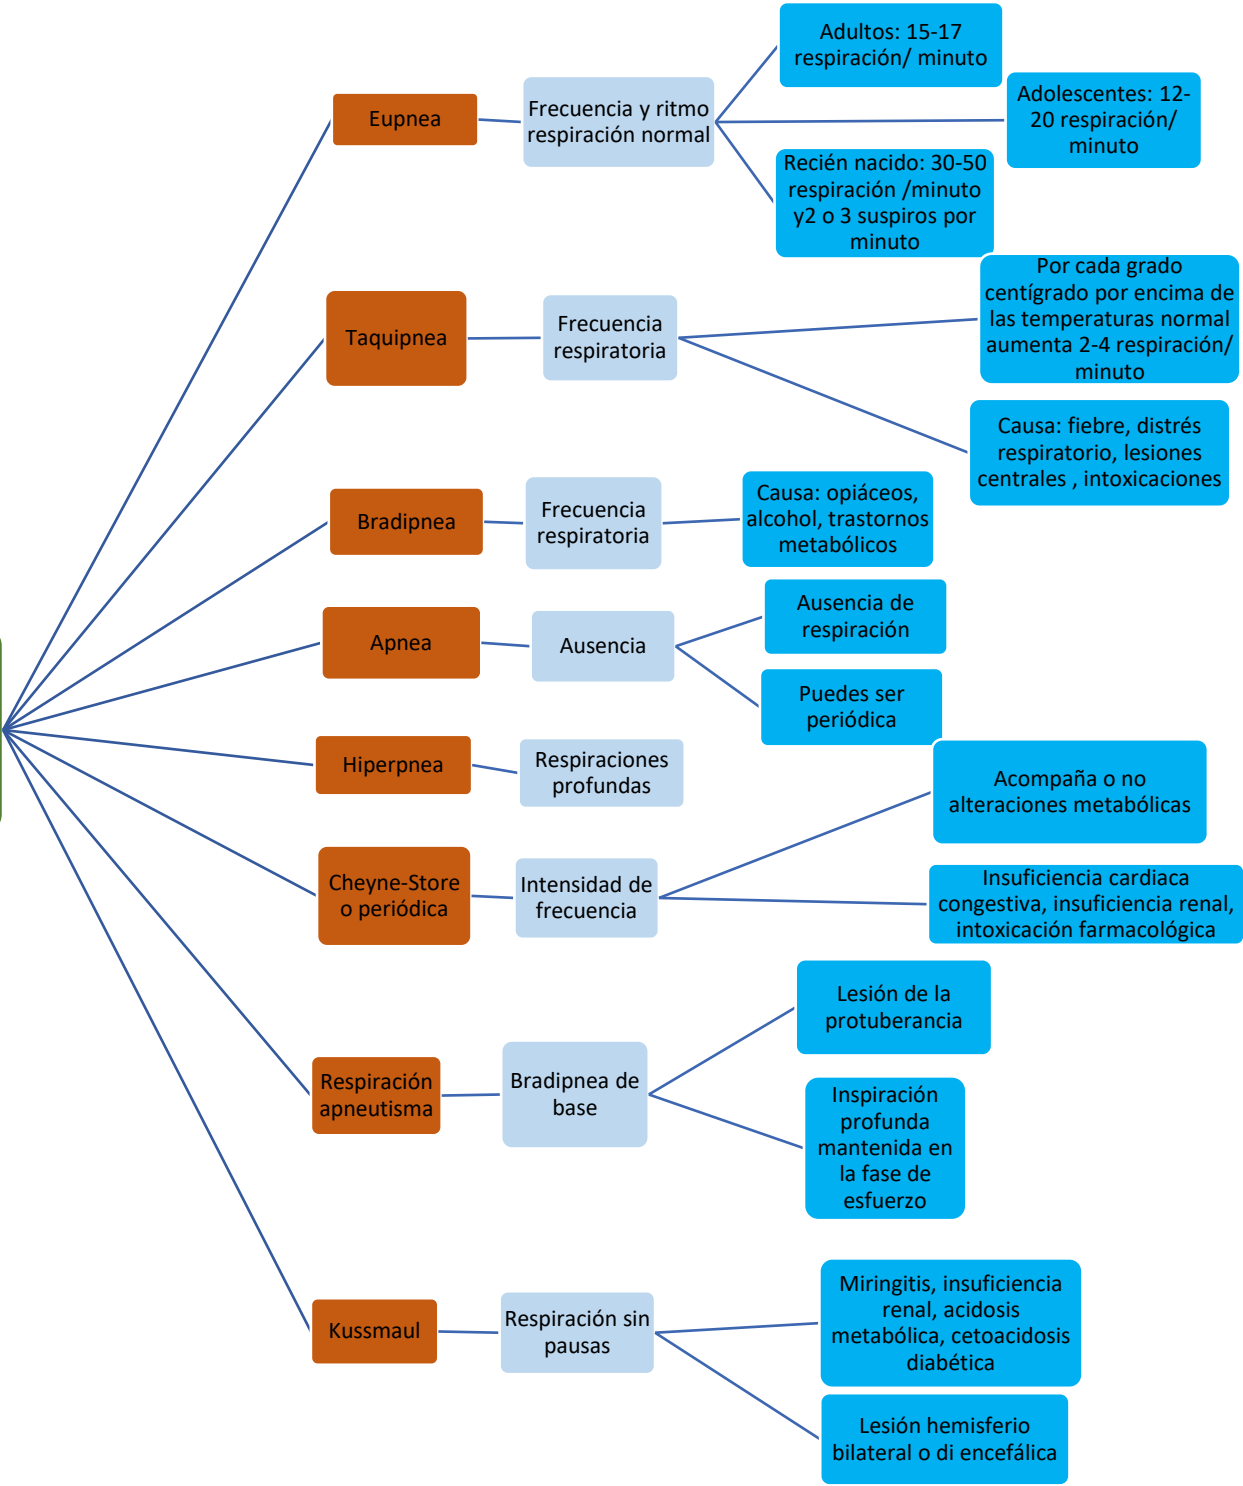 Eupnea
Frecuencia y ritmo
respiración normal
Adultos: 15-17
respiración/ minuto
Adolescentes: 12-
20 respiración/
minuto
Recién nacido: 30-50
respiración /minuto
y2 o 3 suspiros por
minuto
Taquipnea
Frecuencia
respiratoria
Por cada grado
centígrado por encima de
las temperaturas normal
aumenta 2-4 respiración/
minuto
Causa: fiebre, distrés
respiratorio, lesiones
centrales , intoxicaciones
Bradipnea
Frecuencia
respiratoria
Causa: opiáceos,
alcohol, trastornos
metabólicos
Apnea
Ausencia
Ausencia de
respiración
Puedes ser
periódica
Hiperpnea
Respiraciones
profundas
Cheyne-Store
o periódica
Intensidad de
frecuencia
Acompaña o no
alteraciones metabólicas
Insuficiencia cardiaca
congestiva, insuficiencia renal,
intoxicación farmacológica
Respiración
apneutisma
Bradipnea de
base
Lesión de la
protuberancia
Inspiración
profunda
mantenida en
la fase de
esfuerzo
Kussmaul
Respiración sin
pausas
Miringitis, insuficiencia
renal, acidosis
metabólica, cetoacidosis
diabética
Lesión hemisferio
bilateral o di encefálica